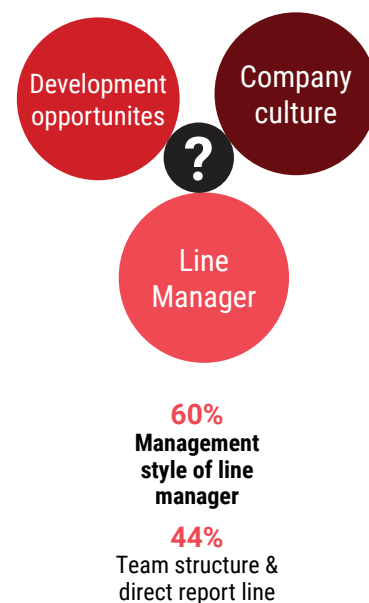 Development
opportunites
Company
culture
?
Line
Manager
60%
Management
style of line
manager
44%
Team structure &
direct report line